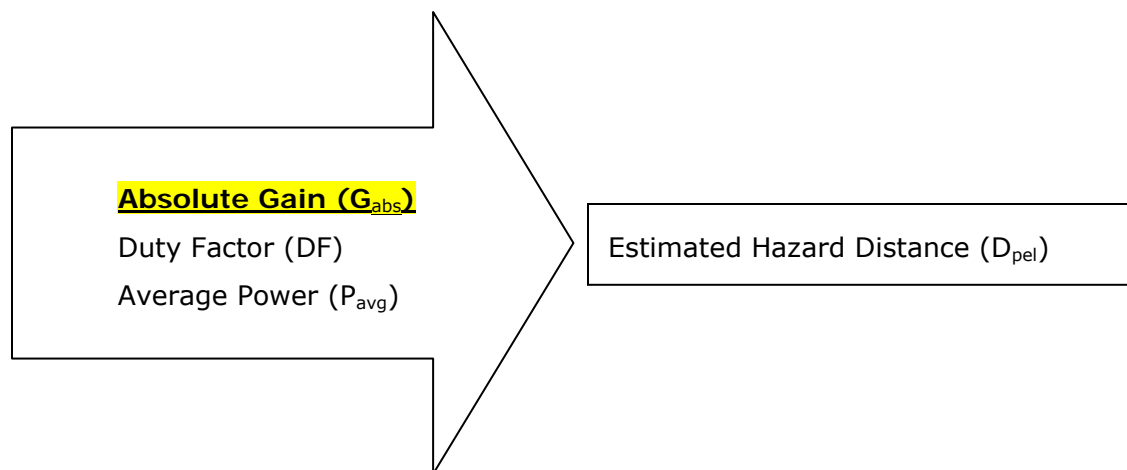 Absolute Gain (Gabs)
Duty Factor (DF)
Average Power (Pavg)
Estimated Hazard Distance (Dpel)